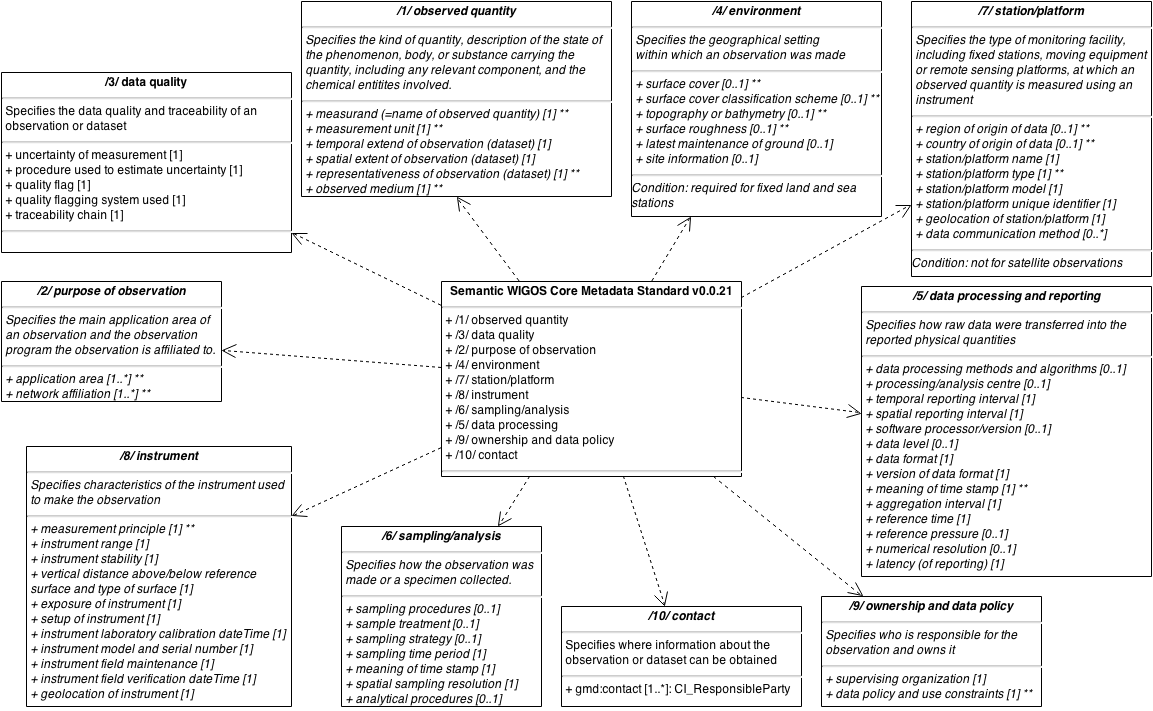 /1/ observed quantity
Specifies the kind of quantity, description of the state of
the phenomenon, body, or substance carrying the
quantity, including any relevant component, and the
chemical entitites involved.
+ measurand (=name of observed quantity) [1] **
+ measurement unit [1] **
+ temporal extend of observation (dataset) [1]
+ spatial extent of observation (dataset) [1]
+ representativeness of observation (dataset) [1] **
+ observed medium [1] **
/4/ environment
Specifies the geographical setting
within which an observation was made
+ surface cover [0..1] **
+ surface cover classification scheme [0..1] **
+ topography or bathymetry [0..1] **
+ surface roughness [0..1] **
+ latest maintenance of ground [0..1]
+ site information [0..1]
Condition: required for fixed land and sea
stations
/7/ station/platform
Specifies the type of monitoring facility,
including fixed stations, moving equipment
or remote sensing platforms, at which an
observed quantity is measured using an
instrument
+ region of origin of data [0..1] **
+ country of origin of data [0..1] **
+ station/platform name [1]
+ station/platform type [1] **
+ station/platform model [1]
+ station/platform unique identifier [1]
+ geolocation of station/platform [1]
+ data communication method [0..*]
Condition: not for satellite observations
/3/ data quality
Specifies the data quality and traceability of an
observation or dataset
+ uncertainty of measurement [1]
+ procedure used to estimate uncertainty [1]
+ quality flag [1]
+ quality flagging system used [1]
+ traceability chain [1]
/2/ purpose of observation
Specifies the main application area of
an observation and the observation
program the observation is affiliated to.
+ application area [1..*] **
+ network affiliation [1..*] **
Semantic WIGOS Core Metadata Standard v0.0.21
+ /1/ observed quantity
+ /3/ data quality
+ /2/ purpose of observation
+ /4/ environment
+ /7/ station/platform
+ /8/ instrument
+ /6/ sampling/analysis
+ /5/ data processing
+ /9/ ownership and data policy
+ /10/ contact
/5/ data processing and reporting
Specifies how raw data were transferred into the
reported physical quantities
+ data processing methods and algorithms [0..1]
+ processing/analysis centre [0..1]
+ temporal reporting interval [1]
+ spatial reporting interval [1]
+ software processor/version [0..1]
+ data level [0..1]
+ data format [1]
+ version of data format [1]
+ meaning of time stamp [1] **
+ aggregation interval [1]
+ reference time [1]
+ reference pressure [0..1]
+ numerical resolution [0..1]
+ latency (of reporting) [1]
/8/ instrument
Specifies characteristics of the instrument used
to make the observation
+ measurement principle [1] **
+ instrument range [1]
+ instrument stability [1]
+ vertical distance above/below reference
surface and type of surface [1]
+ exposure of instrument [1]
+ setup of instrument [1]
+ instrument laboratory calibration dateTime [1]
+ instrument model and serial number [1]
+ instrument field maintenance [1]
+ instrument field verification dateTime [1]
+ geolocation of instrument [1]
/6/ sampling/analysis
Specifies how the observation was
made or a specimen collected.
+ sampling procedures [0..1]
+ sample treatment [0..1]
+ sampling strategy [0..1]
+ sampling time period [1]
+ meaning of time stamp [1]
+ spatial sampling resolution [1]
+ analytical procedures [0..1]
/10/ contact
Specifies where information about the
observation or dataset can be obtained
+ gmd:contact [1..*]: CI_ResponsibleParty
/9/ ownership and data policy
Specifies who is responsible for the
observation and owns it
+ supervising organization [1]
+ data policy and use constraints [1] **